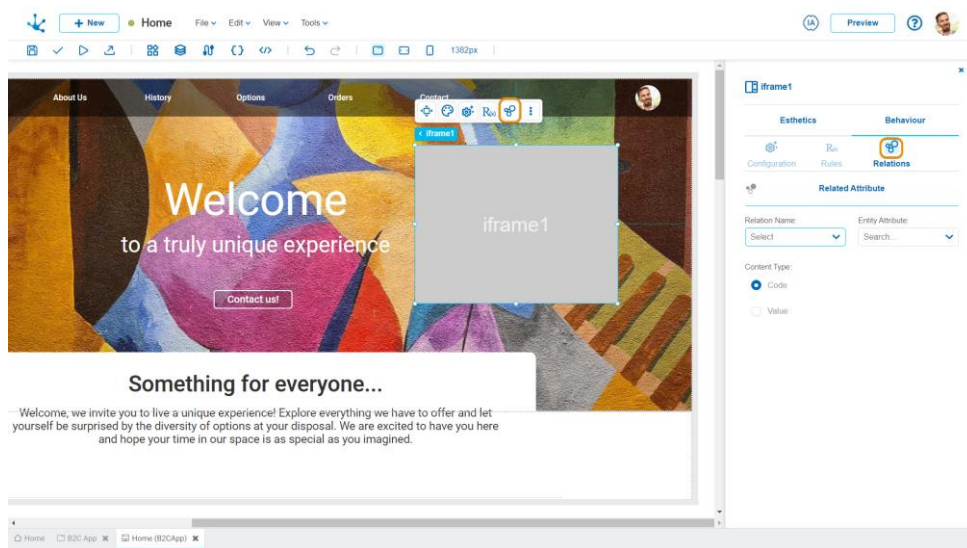 + New
Home
File
Edit
View
Tools
IA
Preview
?
</>
1382px
About Us
History
Options
Orders
Contact
R(x)
< iframe1
iframe1
Welcome
to a truly unique experience
Contact us!
Something for everyone...
Welcome, we invite you to live a unique experience! Explore everything we have to offer and let
yourself be surprised by the diversity of options at your disposal. We are excited to have you here
and hope your time in our space is as special as you imagined.
iframe1
Esthetics
Behaviour
Configuration
R(x)
Rules
Relations
Related Attribute
Relation Name:
Entity Attribute:
Select
Search...
Content Type:
Code
Value
Home
B2C App
Home (B2CApp)